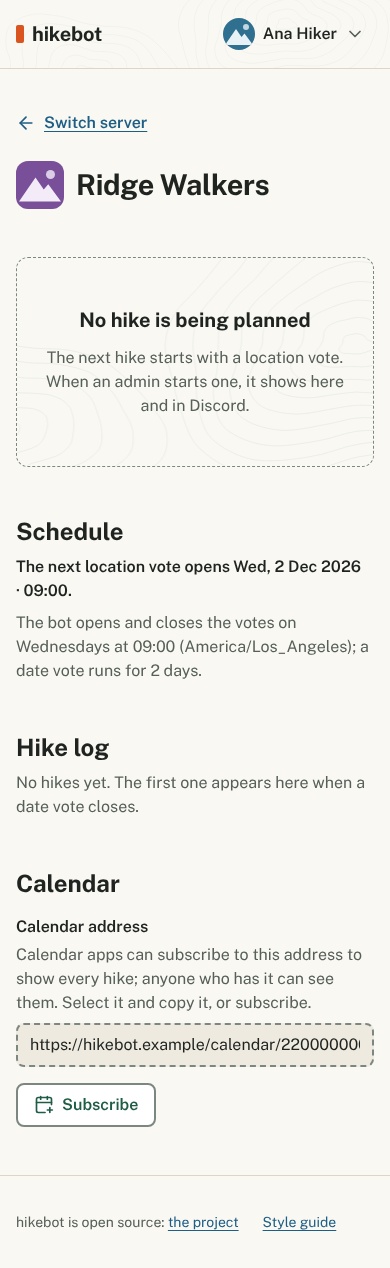 hikebot
Ana Hiker
Switch server
Ridge Walkers
No hike is being planned
The next hike starts with a location vote.
When an admin starts one, it shows here
and in Discord.
Schedule
The next location vote opens Wed, 2 Dec 2026
· 09:00.
The bot opens and closes the votes on
Wednesdays at 09:00 (America/Los_Angeles); a
date vote runs for 2 days.
Hike log
No hikes yet. The first one appears here when a
date vote closes.
Calendar
Calendar address
Calendar apps can subscribe to this address to
show every hike; anyone who has it can see
them. Select it and copy it, or subscribe.
https://hikebot.example/calendar/22000000
Subscribe
hikebot is open source: the project
Style guide